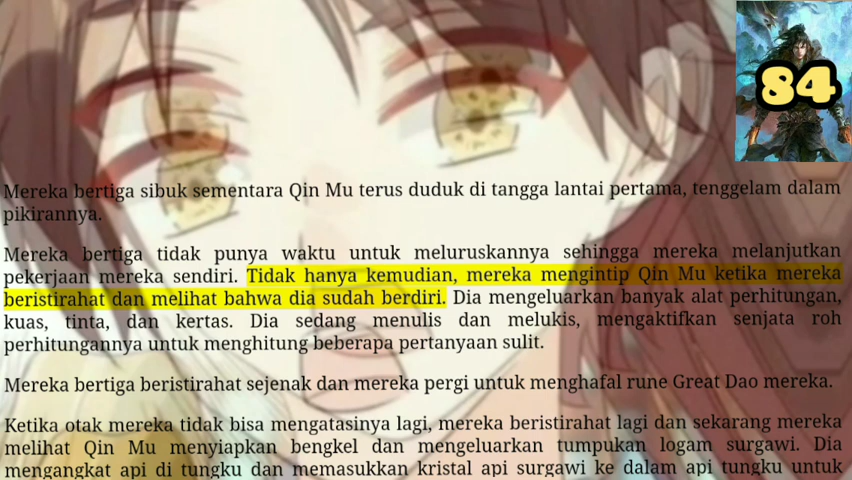 84
Mereka bertiga sibuk sementara Qin Mu terus duduk di tangga lantai pertama, tenggelam dalam
pikirannya.
Mereka bertiga tidak punya waktu untuk meluruskannya sehingga mereka melanjutkan
pekerjaan mereka sendiri. Tidak hanya kemudian, mereka mengintip Qin Mu ketika mereka
beristirahat dan melihat bahwa dia sudah berdiri. Dia mengeluarkan banyak alat perhitungan,
kuas, tinta, dan kertas. Dia sedang menulis dan melukis, mengaktifkan senjata roh
perhitungannya untuk menghitung beberapa pertanyaan sulit.
Mereka bertiga beristirahat sejenak dan mereka pergi untuk menghafal rune Great Dao mereka.
Ketika otak mereka tidak bisa mengatasinya lagi, mereka beristirahat lagi dan sekarang mereka
melihat Qin Mu menyiapkan bengkel dan mengeluarkan tumpukan logam surgawi. Dia
mengangkat api di tungku dan memasukkan kristal api surgawi ke dalam api tungku untuk